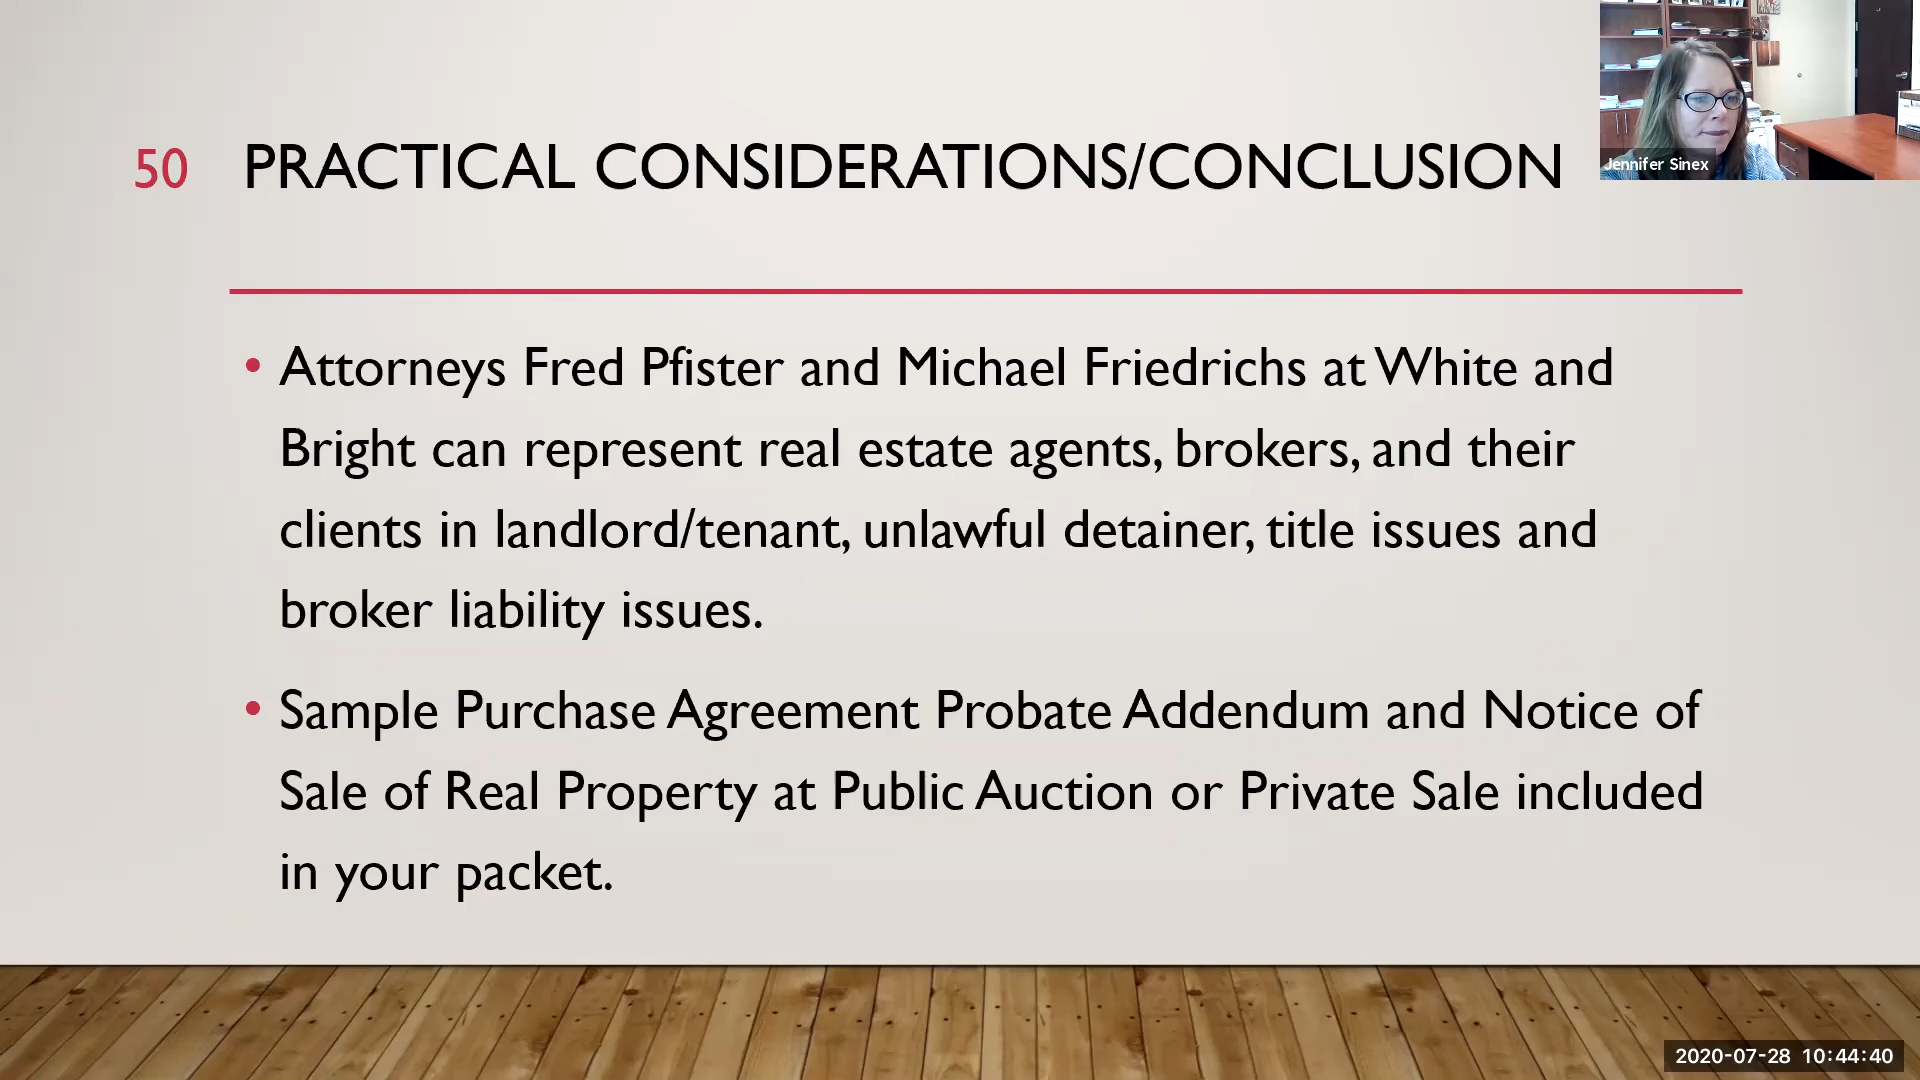 50 PRACTICAL CONSIDERATIONS/CONCLUSION
Jennifer Sinex
• Attorneys Fred Pfister and Michael Friedrichs at White and
Bright can represent real estate agents, brokers, and their
clients in landlord/tenant, unlawful detainer, title issues and
broker liability issues.
• Sample Purchase Agreement Probate Addendum and Notice of
Sale of Real Property at Public Auction or Private Sale included
in your packet.
2020-07-28 10:44:40